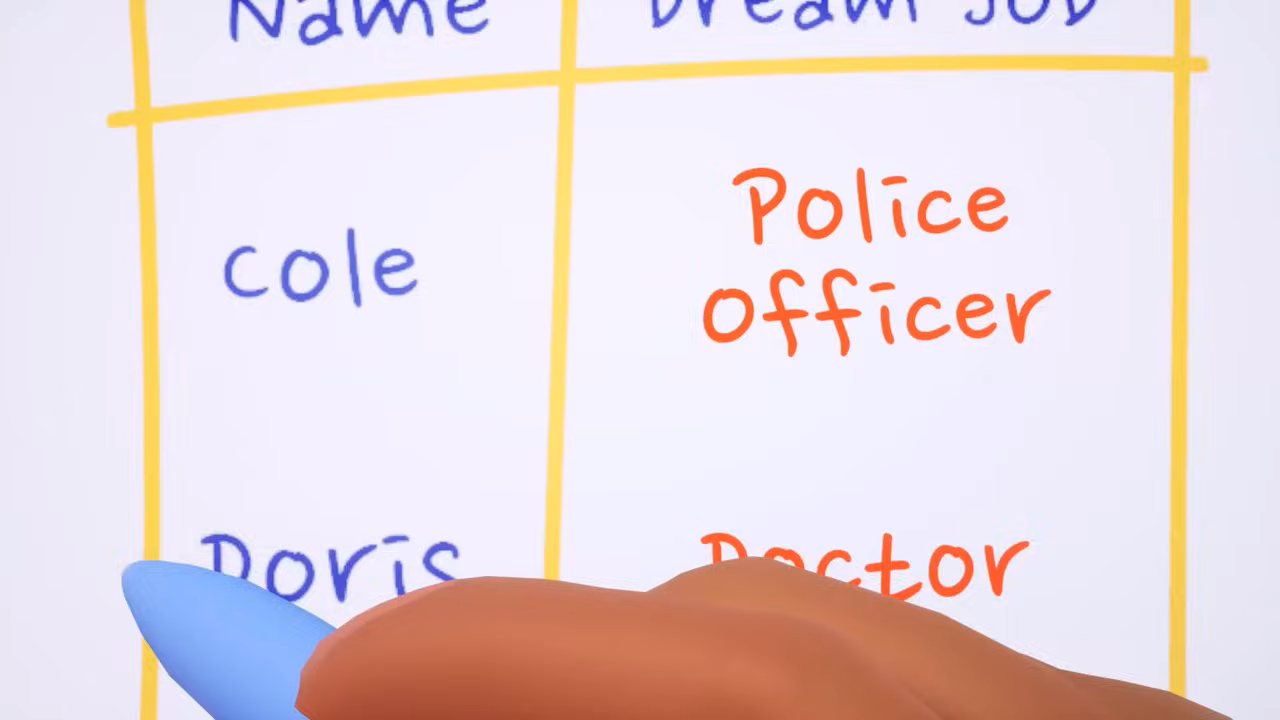 Name Dream Job
Cole
Police
Officer
Doris Doctor